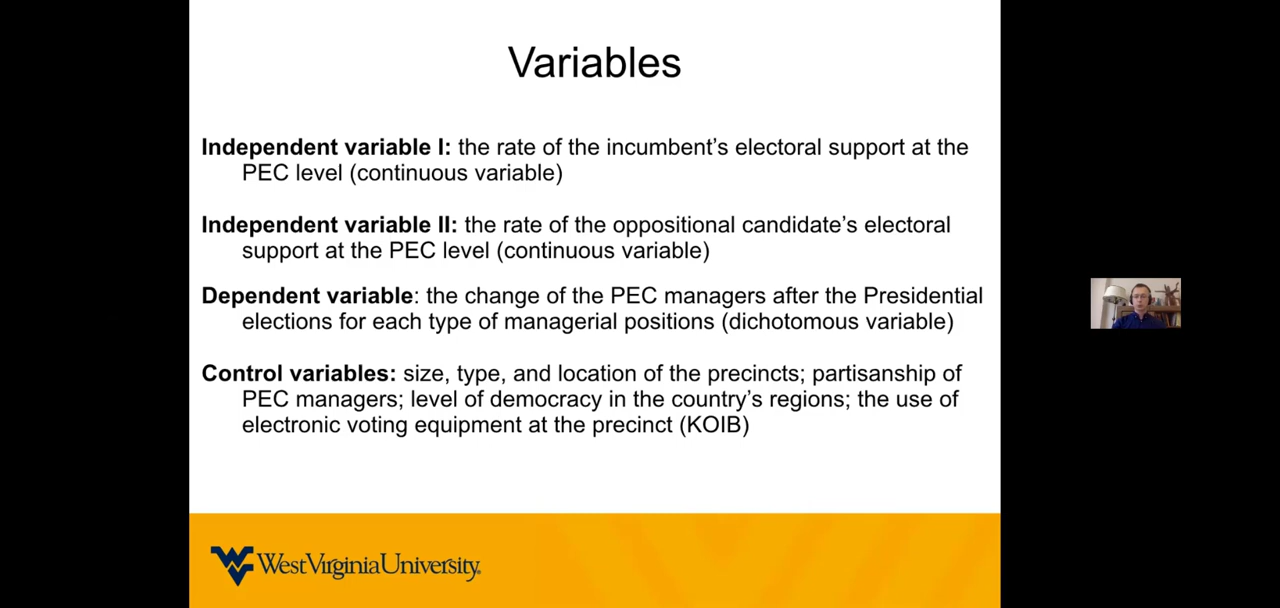 Variables
Independent variable I: the rate of the incumbent's electoral support at the
PEC level (continuous variable)
Independent variable II: the rate of the oppositional candidate's electoral
support at the PEC level (continuous variable)
Dependent variable: the change of the PEC managers after the Presidential
elections for each type of managerial positions (dichotomous variable)
Control variables: size, type, and location of the precincts; partisanship of
PEC managers; level of democracy in the country's regions; the use of
electronic voting equipment at the precinct (KOIB)
WestVirginiaUniversity.